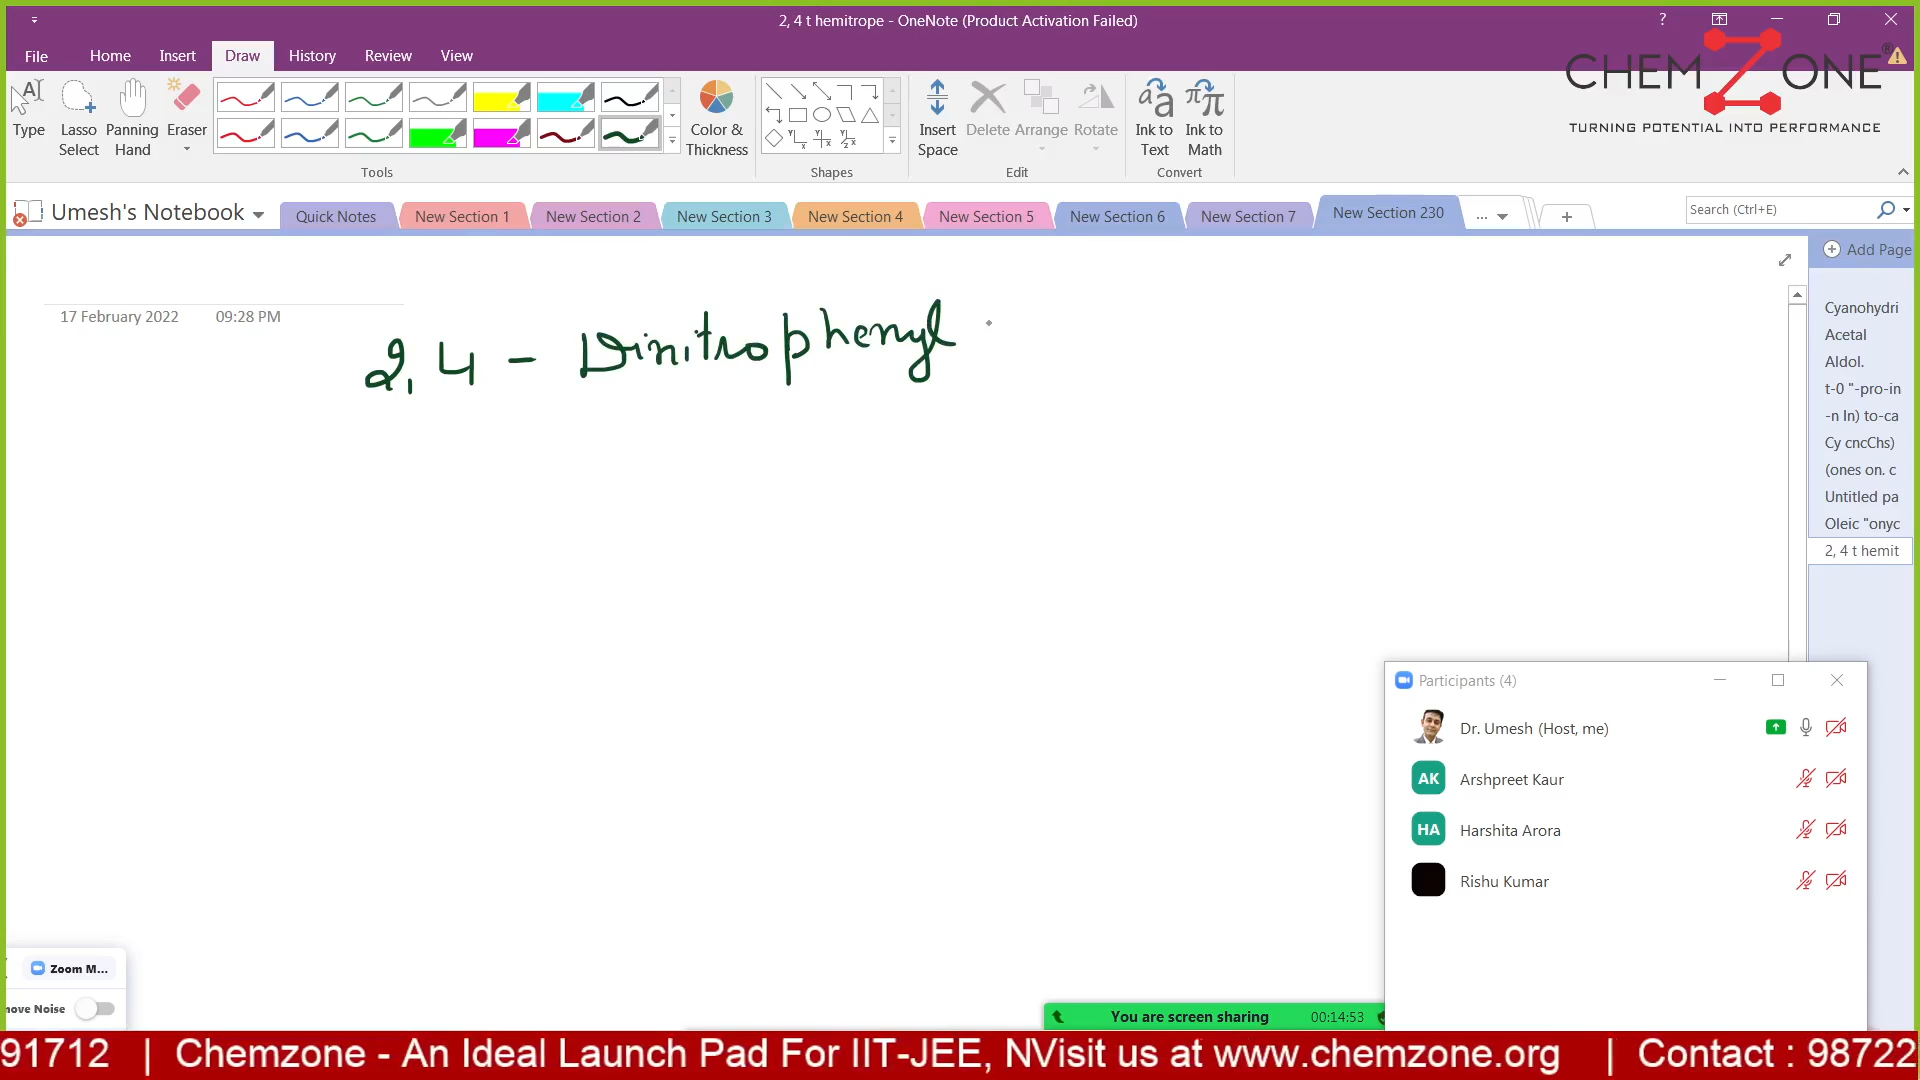 2, 4 t hemitrope - OneNote (Product Activation Failed)
?
File Home Insert Draw History Review View
CHEMZONE®
TURNING POTENTIAL INTO PERFORMANCE
Type
Lasso Select
Panning Hand
Eraser
Color & Thickness
Insert Space
Delete
Arrange
Rotate
Ink to Text
Ink to Math
Tools
Shapes
Edit
Convert
Umesh's Notebook
Quick Notes New Section 1 New Section 2 New Section 3 New Section 4 New Section 5 New Section 6 New Section 7 New Section 230 ... +
Search (Ctrl+E)
Add Page
17 February 2022 09:28 PM
2,4 - Dinitrophenyl
Cyanohydri
Acetal
Aldol.
t-0 "-pro-in
-n In) to-ca
Cy cncChs)
(ones on. c
Untitled pa
Oleic "onyc
2, 4 t hemit
Participants (4)
Dr. Umesh (Host, me)
AK Arshpreet Kaur
HA Harshita Arora
Rishu Kumar
Zoom M...
nove Noise
You are screen sharing 00:14:53
91712 | Chemzone - An Ideal Launch Pad For IIT-JEE, NVisit us at www.chemzone.org | Contact : 98722